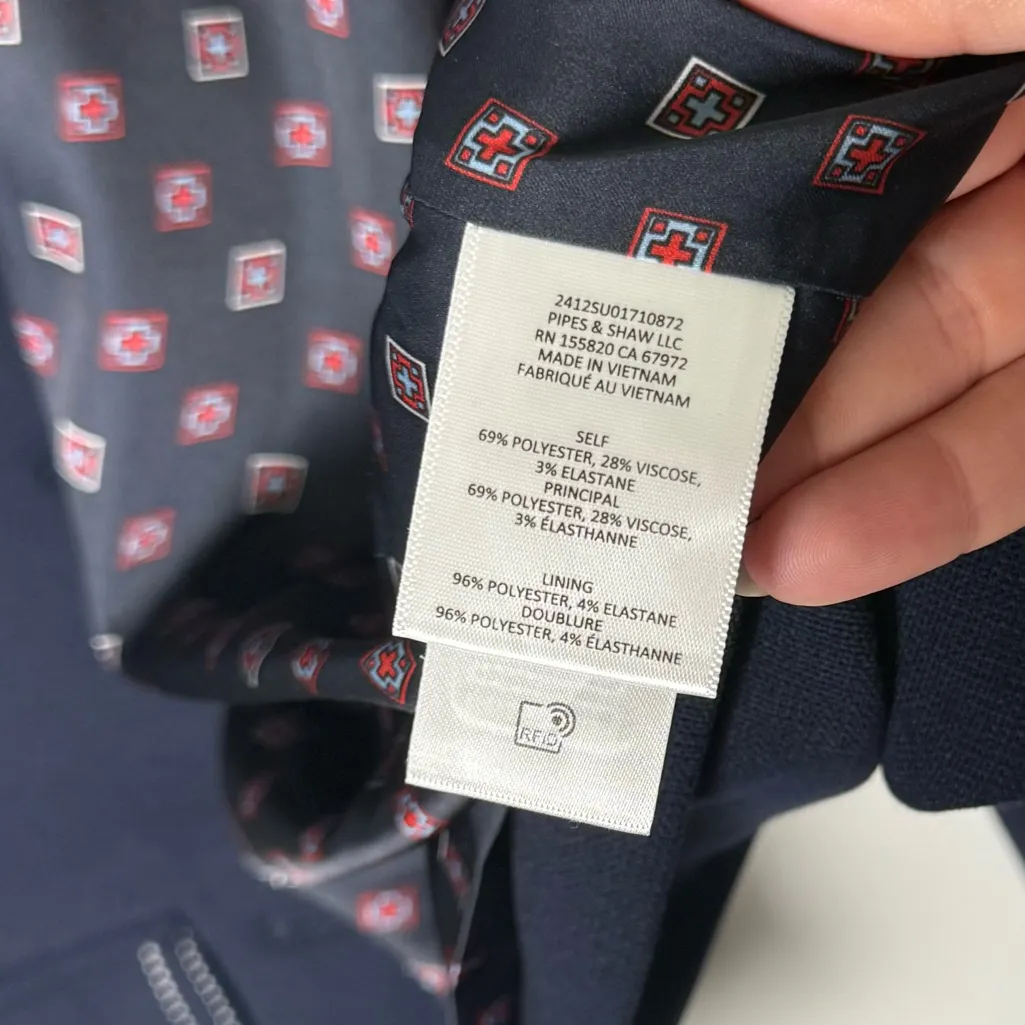 2412SU01710872
PIPES & SHAW LLC
RN 155820 CA 67972
MADE IN VIETNAM
FABRIQUÉ AU VIETNAM
SELF
69% POLYESTER, 28% VISCOSE,
3% ELASTANE
PRINCIPAL
69% POLYESTER, 28% VISCOSE,
3% ÉLASTHANNE
LINING
96% POLYESTER, 4% ELASTANE
DOUBLURE
96% POLYESTER, 4% ÉLASTHANNE
RFID